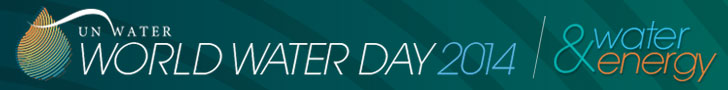 UN WATER
WORLD WATER DAY 2014
water
& energy